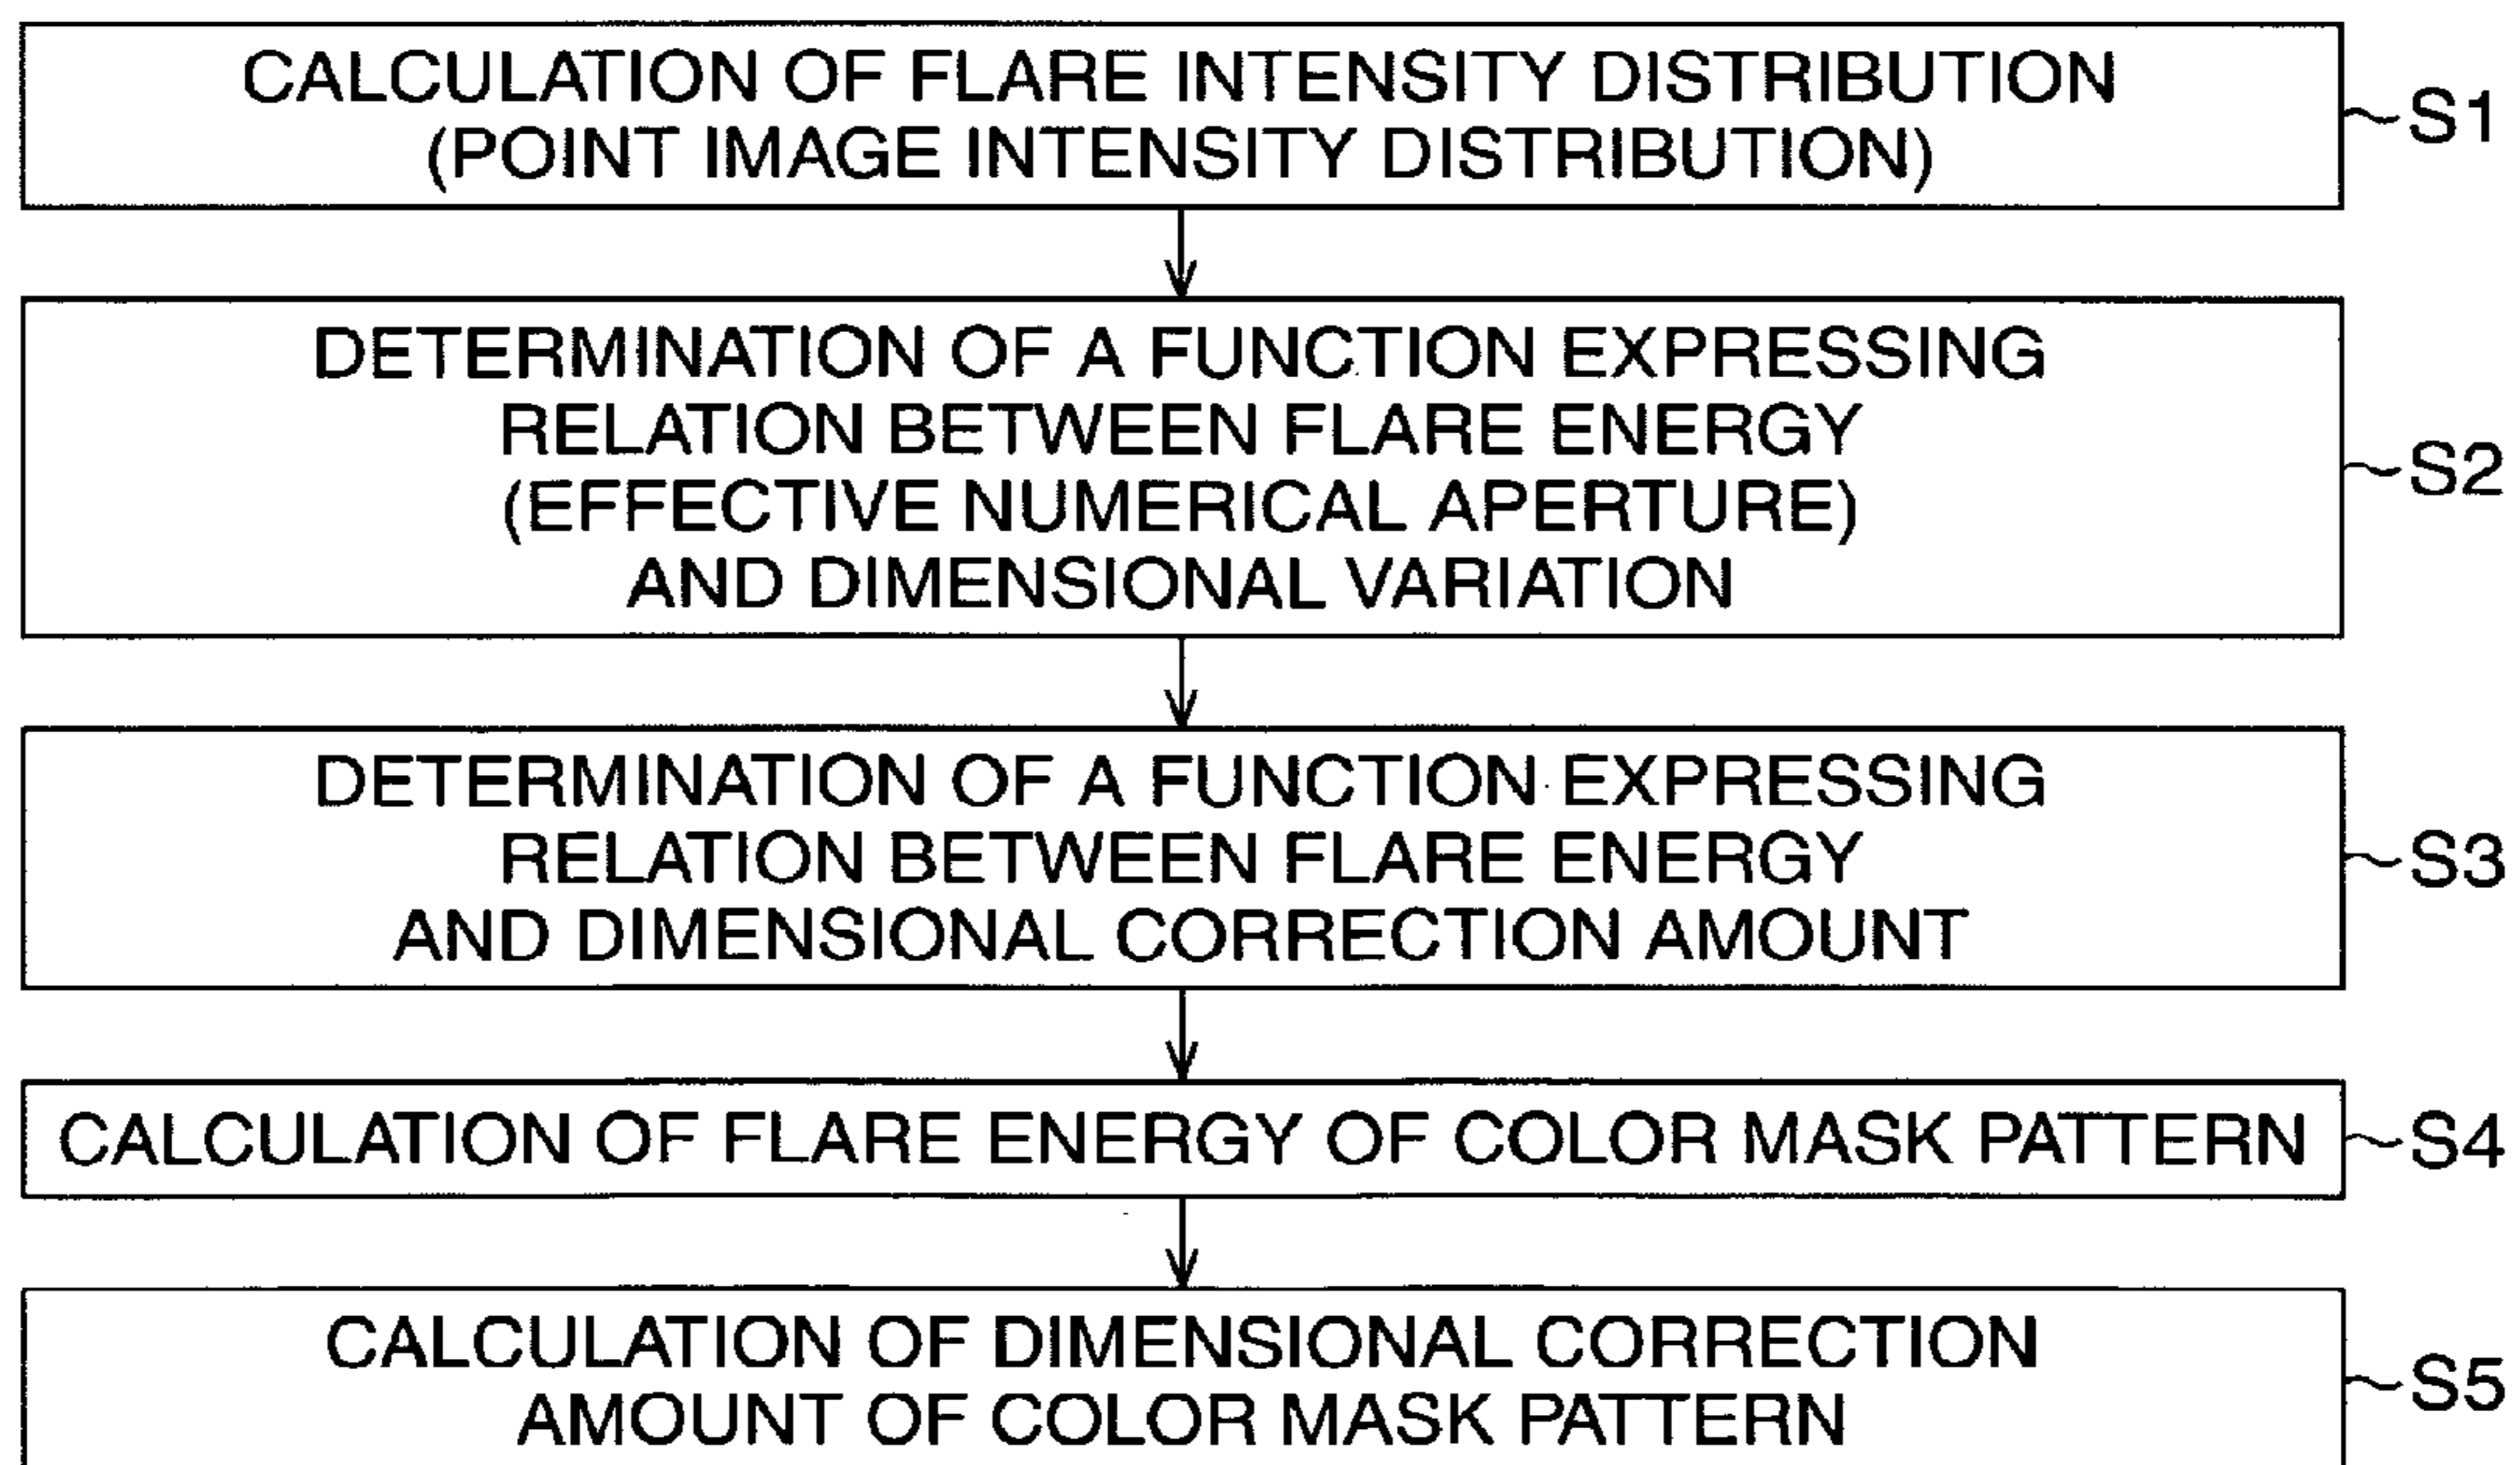 CALCULATION OF FLARE INTENSITY DISTRIBUTION
(POINT IMAGE INTENSITY DISTRIBUTION)
S1
DETERMINATION OF A FUNCTION EXPRESSING
RELATION BETWEEN FLARE ENERGY
(EFFECTIVE NUMERICAL APERTURE)
AND DIMENSIONAL VARIATION
S2
DETERMINATION OF A FUNCTION EXPRESSING
RELATION BETWEEN FLARE ENERGY
AND DIMENSIONAL CORRECTION AMOUNT
S3
CALCULATION OF FLARE ENERGY OF COLOR MASK PATTERN
S4
CALCULATION OF DIMENSIONAL CORRECTION
AMOUNT OF COLOR MASK PATTERN
S5